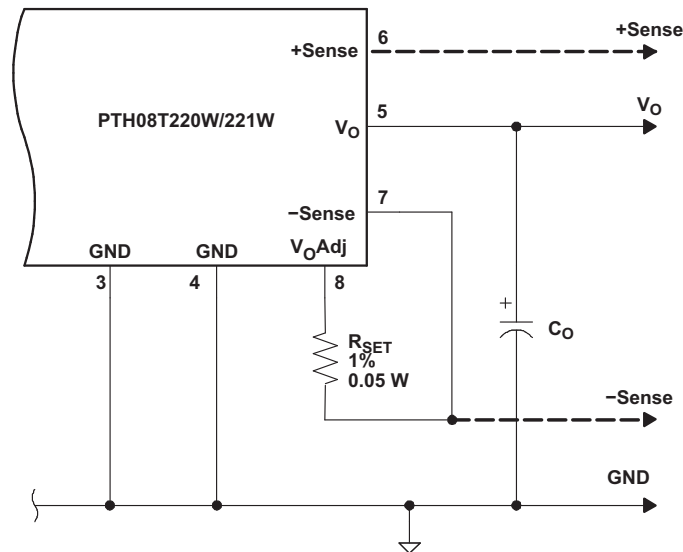 +Sense
6
+Sense
PTH08T220W/221W
5
VO
VO
7
−Sense
GND
GND
VOAdj
3
4
8
+
RSET
1%
0.05 W
CO
−Sense
GND